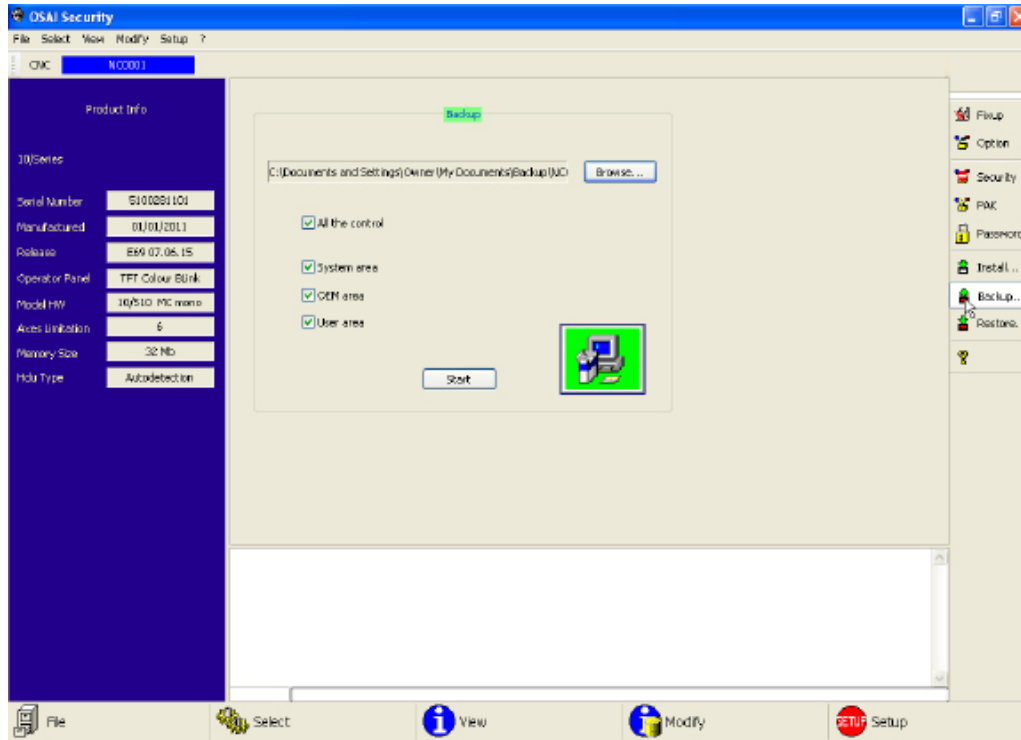 OSAI Security
File Select View Modify Setup ?
CNC NC0001
Product Info
10/Series
Serial Number 5100281101
Manufactured 01/01/2011
Release E69 07.06.15
Operator Panel TFT Colour Blink
Model HW 10/510 MC mono
Axes Limitation 6
Memory Size 32 Mb
Hdu Type Autodetection
Backup
C:\Documents and Settings\Owner\My Documents\Backup\NC Browse...
All the control
System area
OEM area
User area
Start
Fixup
Option
Security
PAK
Password
Install...
Backup..
Restore.
?
File Select View Modify SETUP Setup